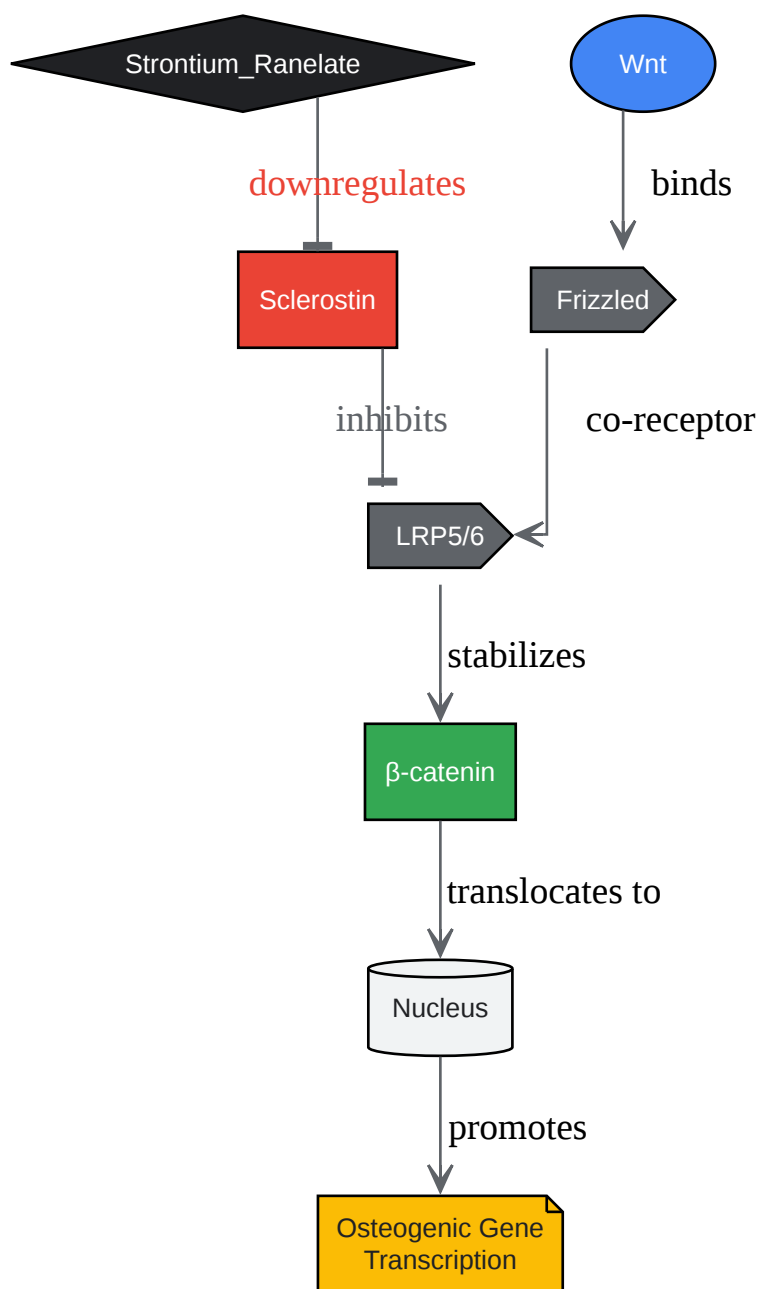 Strontium_Ranelate
Wnt
downregulates
binds
Sclerostin
Frizzled
inhibits
co-receptor
LRP5/6
stabilizes
β-catenin
translocates to
Nucleus
promotes
Osteogenic Gene
Transcription